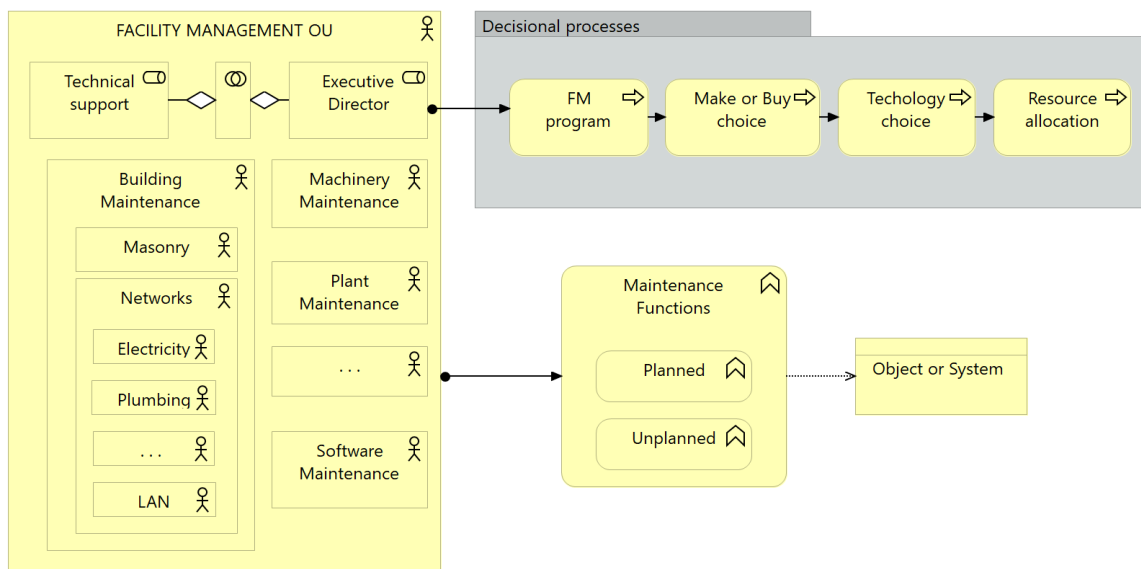 FACILITY MANAGEMENT OU
Technical
support
Executive
Director
Building
Maintenance
Masonry
Networks
Electricity
Plumbing
...
LAN
Machinery
Maintenance
Plant
Maintenance
...
Software
Maintenance
Decisional processes
FM
program
Make or Buy
choice
Techology
choice
Resource
allocation
Maintenance
Functions
Planned
Unplanned
Object or System